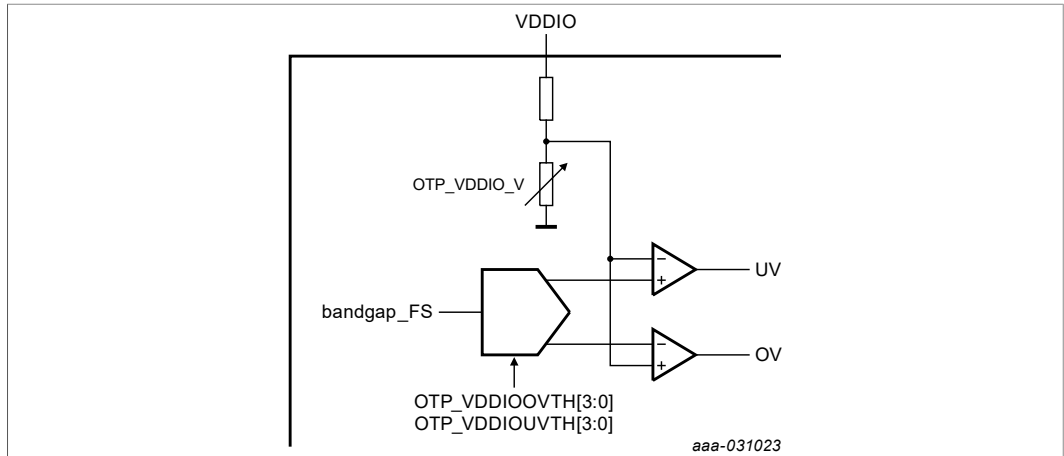 VDDIO
OTP_VDDIO_V
−
+
UV
bandgap_FS
−
+
OV
OTP_VDDIOOVTH[3:0]
OTP_VDDIOUVTH[3:0]
aaa-031023